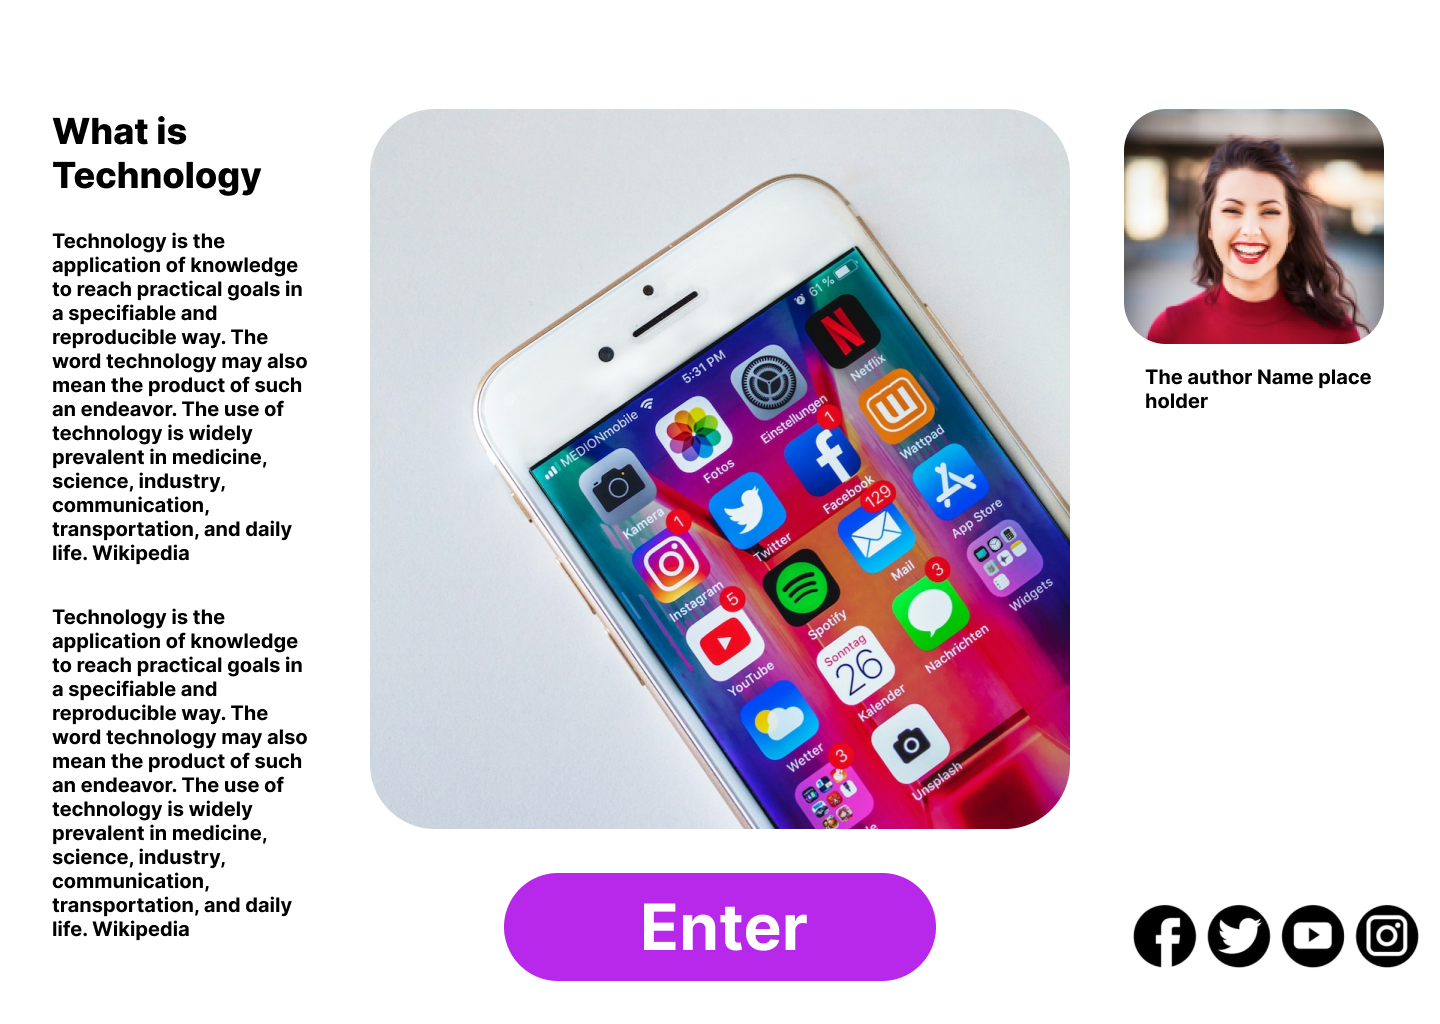 What is
Technology
Technology is the
application of knowledge
to reach practical goals in
a specifiable and
reproducible way. The
word technology may also
mean the product of such
an endeavor. The use of
technology is widely
prevalent in medicine,
science, industry,
communication,
transportation, and daily
life. Wikipedia
Technology is the
application of knowledge
to reach practical goals in
a specifiable and
reproducible way. The
word technology may also
mean the product of such
an endeavor. The use of
technology is widely
prevalent in medicine,
science, industry,
communication,
transportation, and daily
life. Wikipedia
MEDIONmobile
5:31 PM
61 %
Kamera
Fotos
Einstellungen
Netflix
1
Instagram
Twitter
1
Facebook
Wattpad
5
YouTube
Spotify
129
Mail
App Store
Wetter
Sonntag
26
Kalender
3
Nachrichten
Widgets
3
Unsplash
Enter
The author Name place
holder